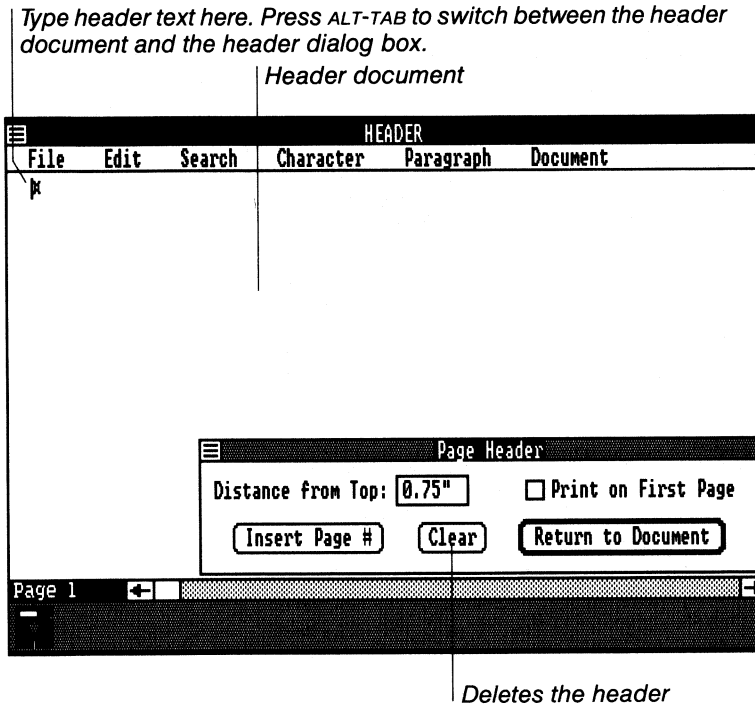 Type header text here. Press ALT-TAB to switch between the header
document and the header dialog box.
Header document
HEADER
File Edit Search Character Paragraph Document
Page Header
Distance from Top: 0.75" Print on First Page
Insert Page # Clear Return to Document
Page 1
Deletes the header